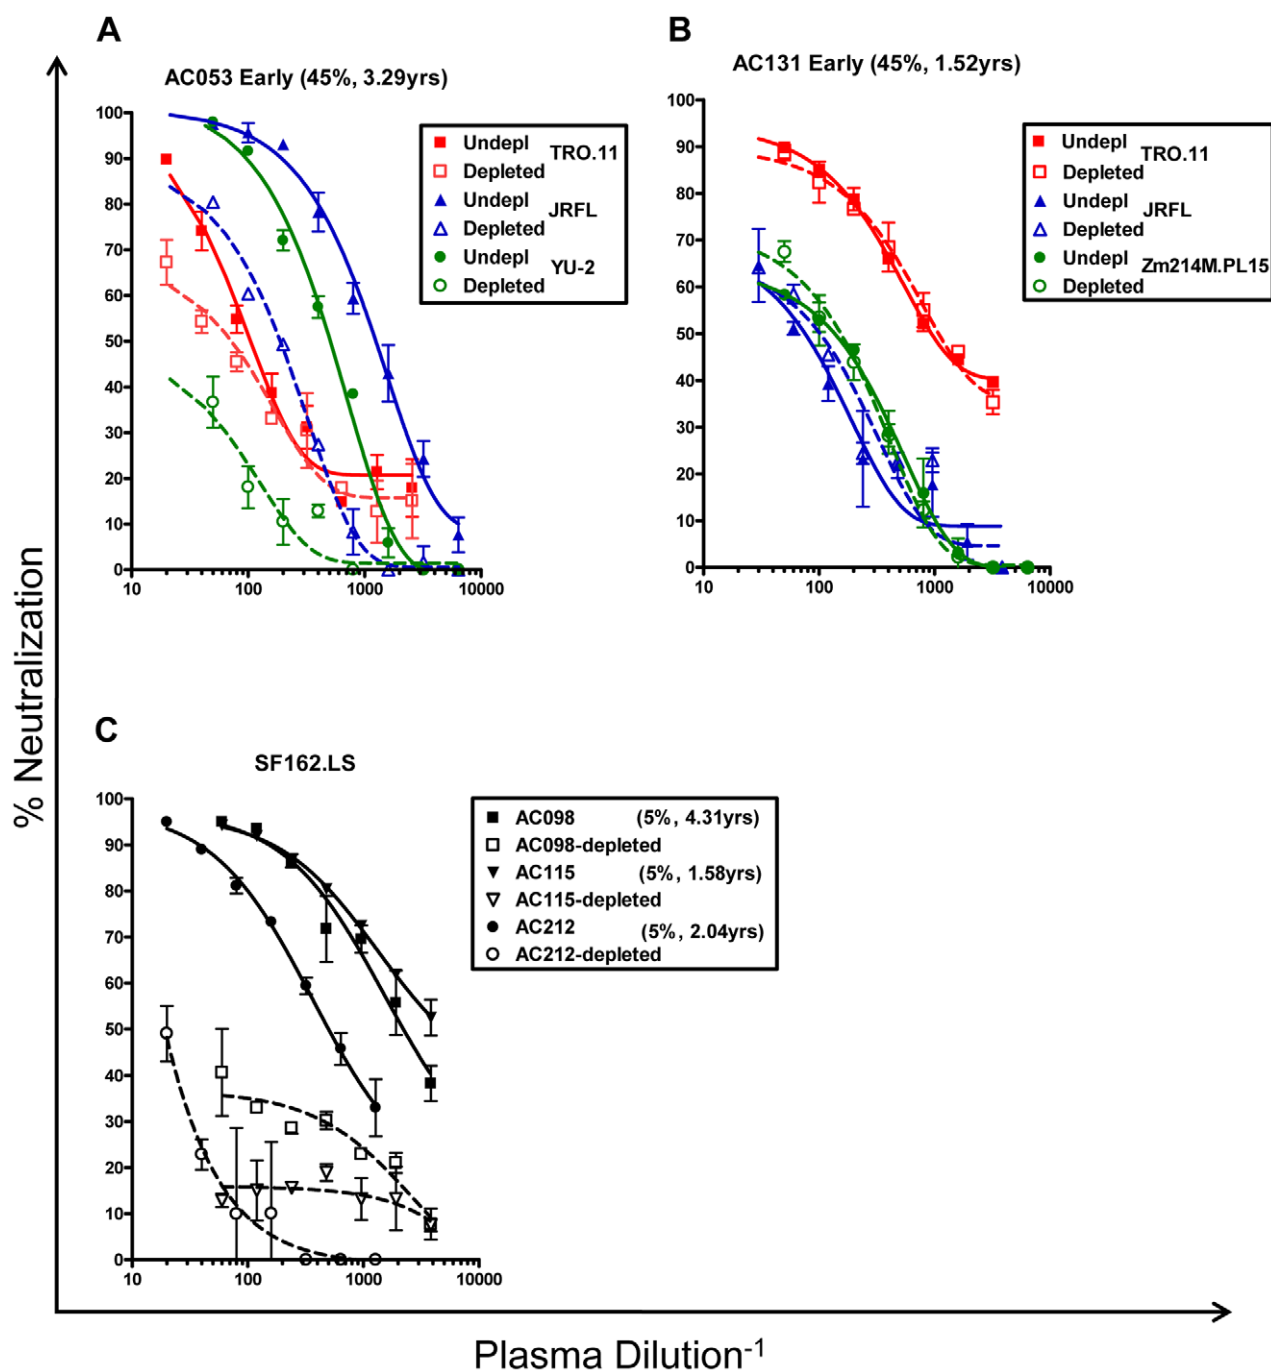 A
AC053 Early (45%, 3.29yrs)
100
90
80
70
60
50
40
30
20
10
0
10 100 1000 10000
Undepl
TRO.11
Depleted
Undepl
JRFL
Depleted
Undepl
YU-2
Depleted
B
AC131 Early (45%, 1.52yrs)
100
90
80
70
60
50
40
30
20
10
0
10 100 1000 10000
Undepl
TRO.11
Depleted
Undepl
JRFL
Depleted
Undepl
Zm214M.PL15
Depleted
C
SF162.LS
100
90
80
70
60
50
40
30
20
10
0
10 100 1000 10000
AC098 (5%, 4.31yrs)
AC098-depleted
AC115 (5%, 1.58yrs)
AC115-depleted
AC212 (5%, 2.04yrs)
AC212-depleted
% Neutralization
Plasma Dilution-1